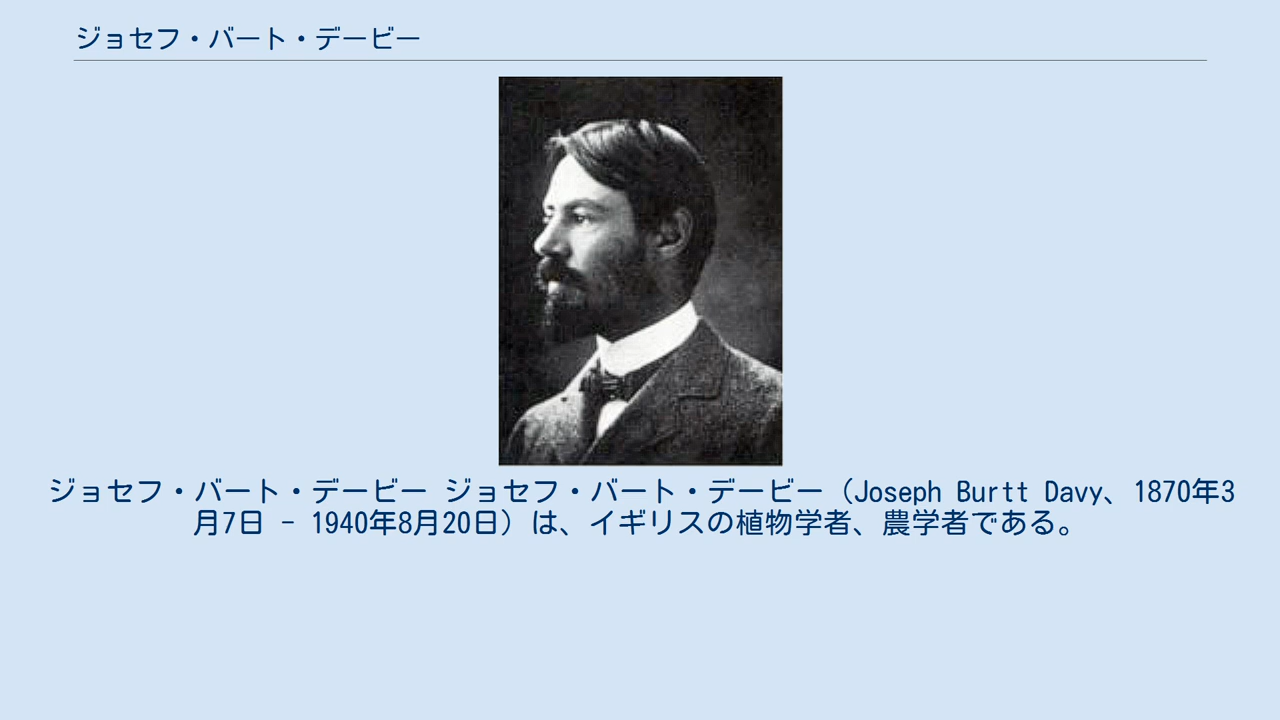 ジョセフ・バート・デービー
ジョセフ・バート・デービー ジョセフ・バート・デービー（Joseph Burtt Davy、1870年3
月7日 - 1940年8月20日）は、イギリスの植物学者、農学者である。